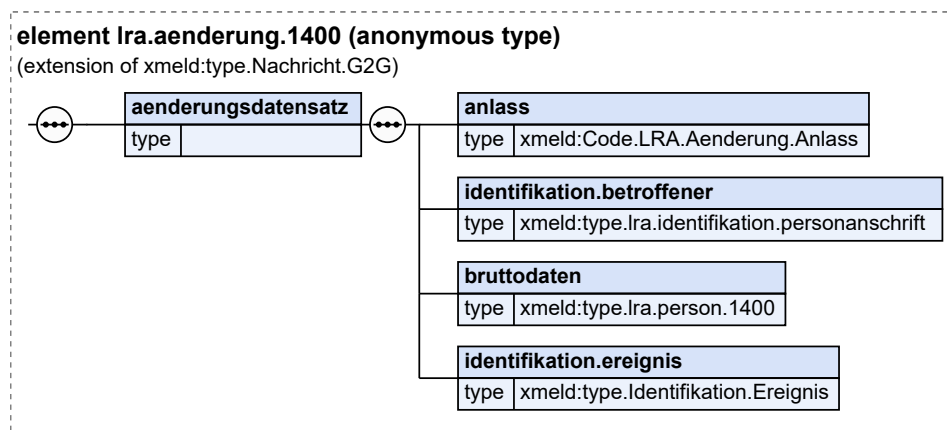 element lra.aenderung.1400 (anonymous type)
(extension of xmeld:type.Nachricht.G2G)
aenderungsdatensatz
type
anlass
type xmeld:Code.LRA.Aenderung.Anlass
identifikation.betroffener
type xmeld:type.lra.identifikation.personanschrift
bruttodaten
type xmeld:type.lra.person.1400
identifikation.ereignis
type xmeld:type.Identifikation.Ereignis